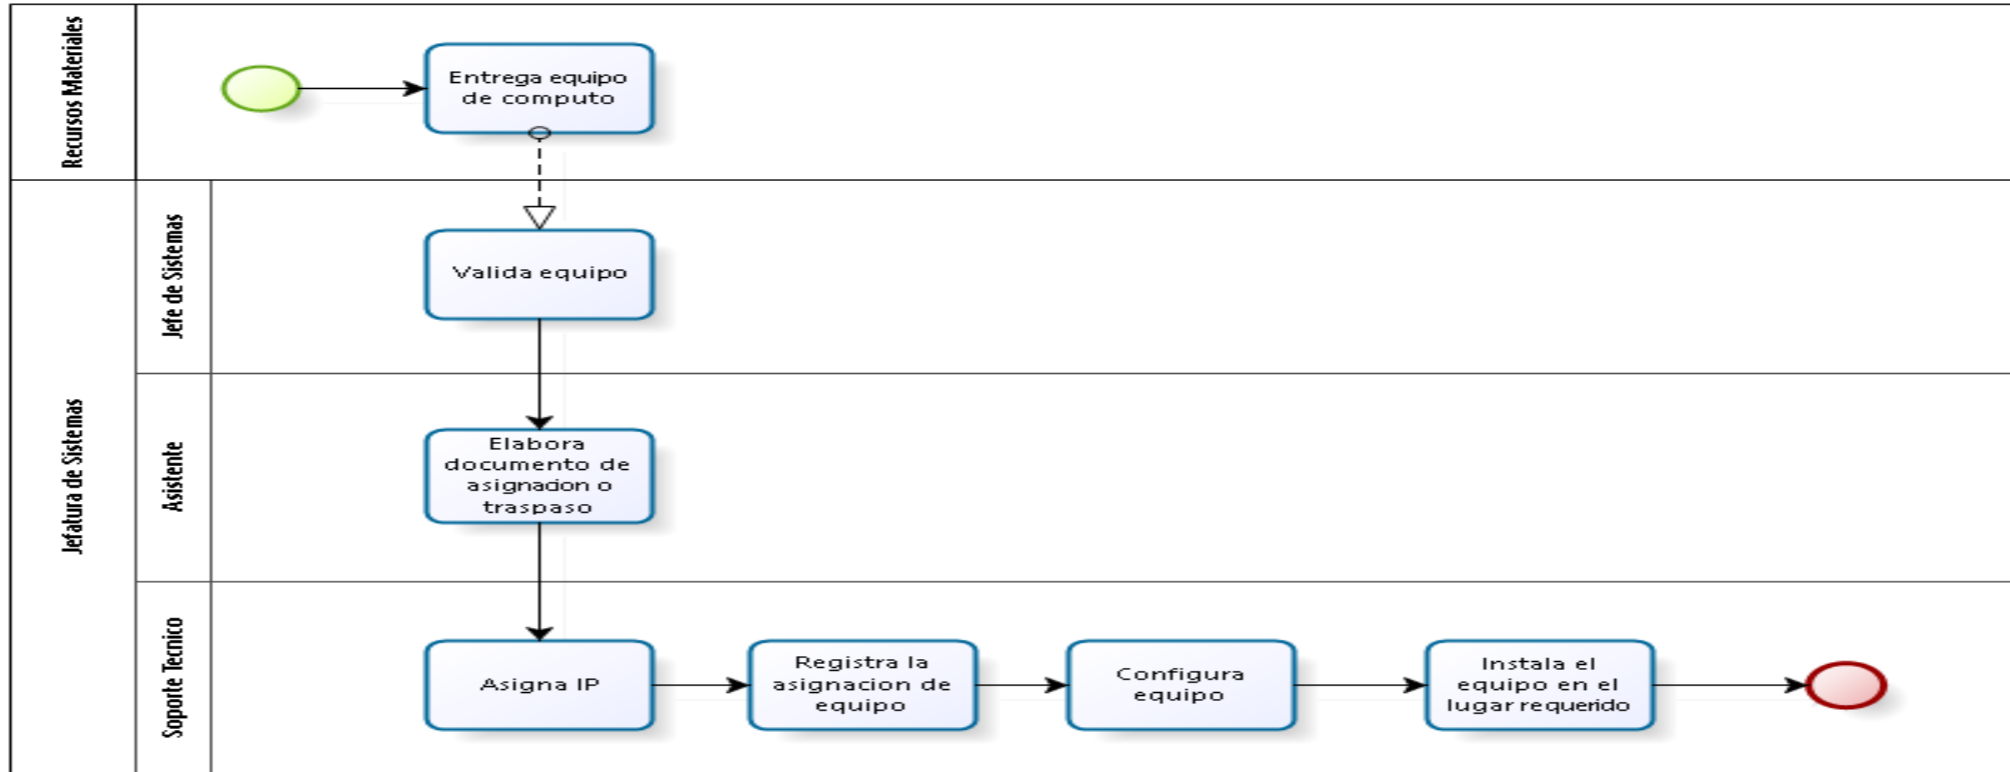 Recursos Materiales
Entrega equipo
de computo
Jefatura de Sistemas
Jefe de Sistemas
Valida equipo
Asistente
Elabora
documento de
asignacion o
traspaso
Soporte Tecnico
Asigna IP
Registra la
asignacion de
equipo
Configura
equipo
Instala el
equipo en el
lugar requerido